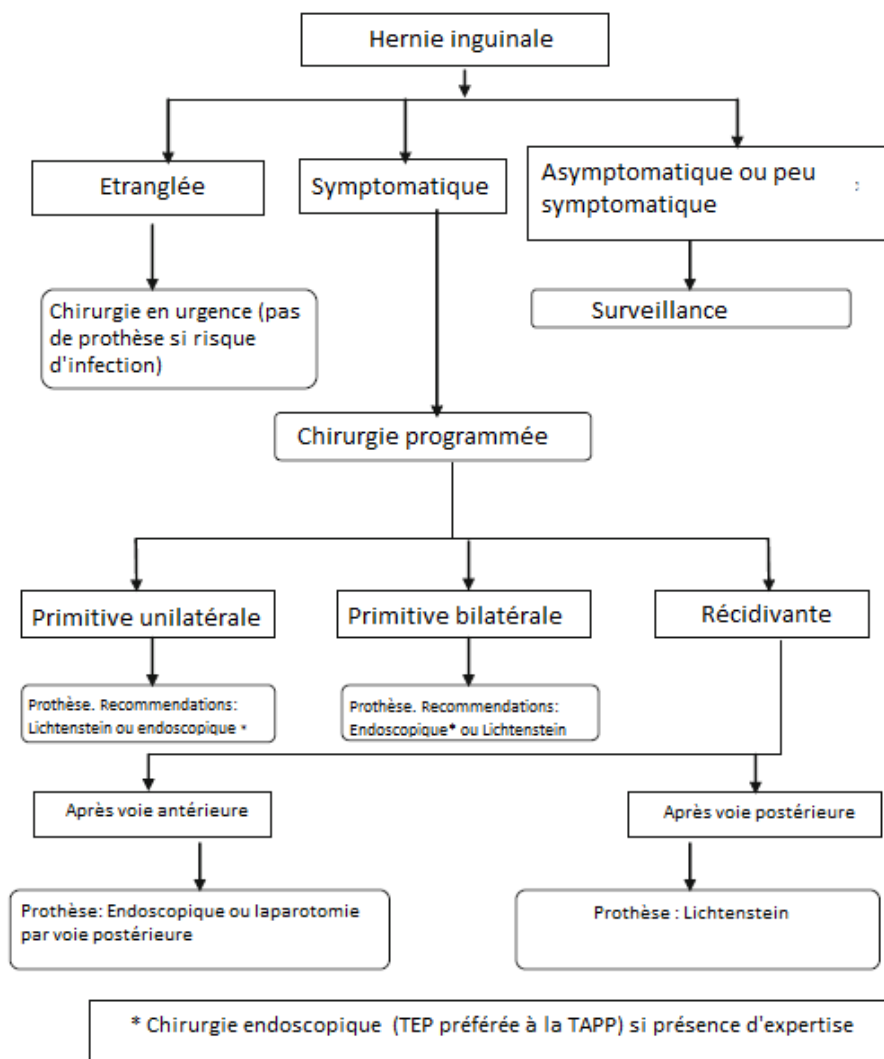 Hernie inguinale
Etranglée
Symptomatique
Asymptomatique ou peu
symptomatique
Chirurgie en urgence (pas
de prothèse si risque
d'infection)
Surveillance
Chirurgie programmée
Primitive unilatérale
Primitive bilatérale
Récidivante
Prothèse. Recommendations:
Lichtenstein ou endoscopique *
Prothèse. Recommendations:
Endoscopique* ou Lichtenstein
Après voie antérieure
Après voie postérieure
Prothèse: Endoscopique ou laparotomie
par voie postérieure
Prothèse : Lichtenstein
* Chirurgie endoscopique (TEP préférée à la TAPP) si présence d'expertise